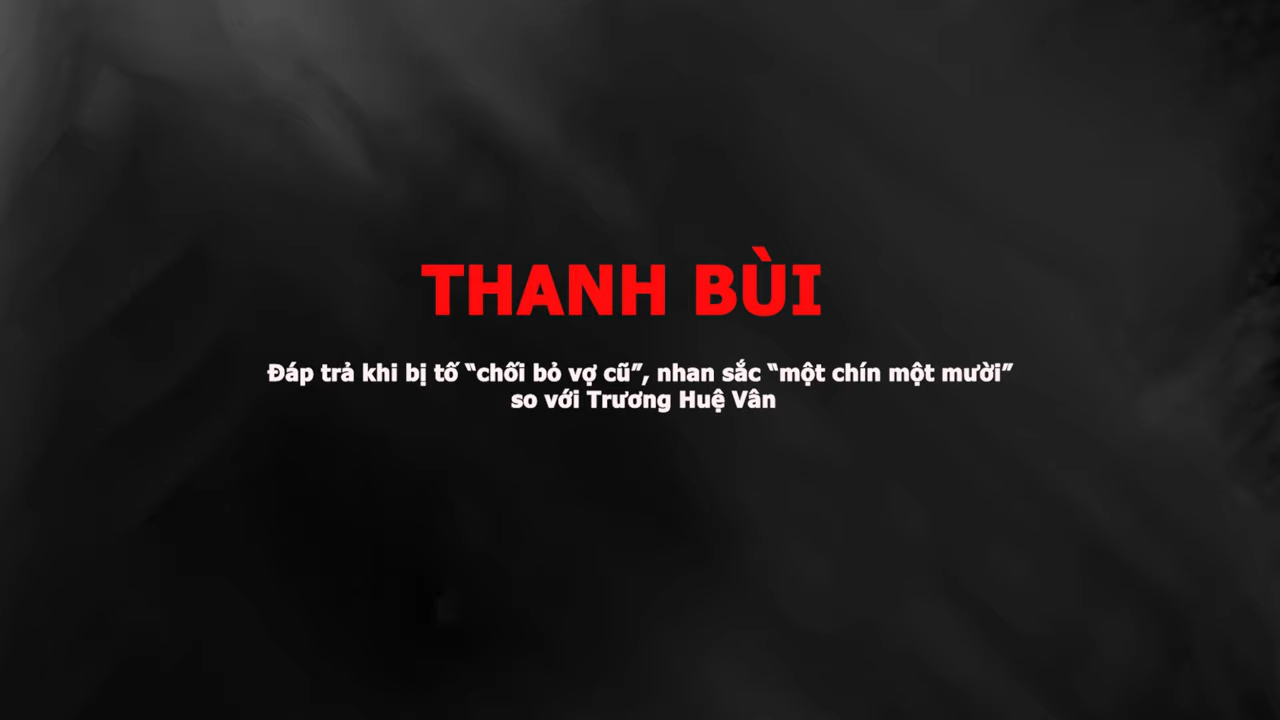 THANH BÙI
Đáp trả khi bị tố “chối bỏ vợ cũ”, nhan sắc “một chín một mười”
so với Trương Huệ Vân